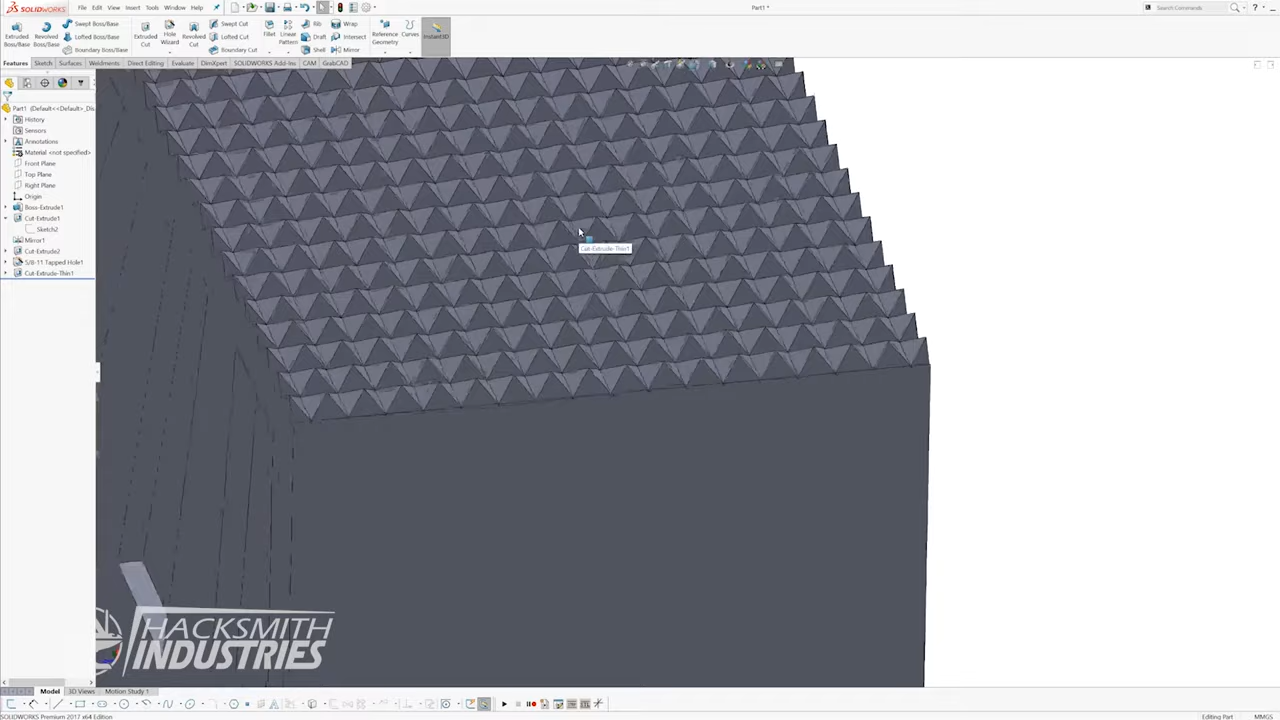 SOLIDWORKS
File Edit View Insert Tools Window Help
Part1 *
Search Commands
Extruded Boss/Base
Revolved Boss/Base
Swept Boss/Base
Lofted Boss/Base
Boundary Boss/Base
Extruded Cut
Hole Wizard
Revolved Cut
Swept Cut
Lofted Cut
Boundary Cut
Fillet
Linear Pattern
Rib
Draft
Shell
Wrap
Intersect
Mirror
Reference Geometry
Curves
Instant3D
Features Sketch Surfaces Weldments Sheet Metal Direct Editing Evaluate DimXpert SOLIDWORKS Add-Ins CAM GrabCAD
Part1 (Default<<Default>_Dis
History
Sensors
Annotations
Material <not specified>
Front Plane
Top Plane
Right Plane
Origin
Boss-Extrude1
Cut-Extrude1
Sketch2
Mirror1
Cut-Extrude2
5/8-11 Tapped Hole1
Cut-Extrude-Thin1
Cut-Extrude-Thin1
HACKSMITH
INDUSTRIES
Model 3D Views Motion Study 1
SOLIDWORKS Premium 2017 x64 Edition
Editing Part
MMGS